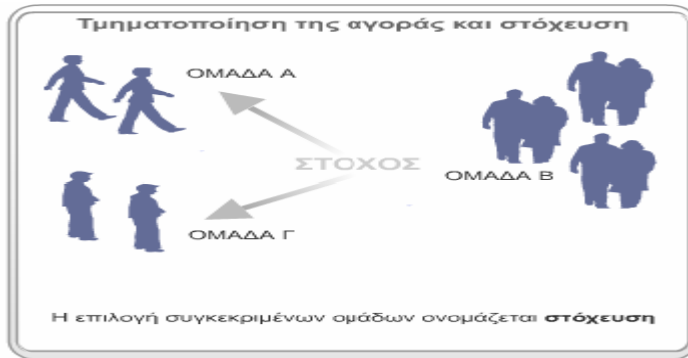 Τμηματοποίηση της αγοράς και στόχευση
ΟΜΑΔΑ Α
ΣΤΟΧΟΣ
ΟΜΑΔΑ Β
ΟΜΑΔΑ Γ
Η επιλογή συγκεκριμένων ομάδων ονομάζεται στόχευση